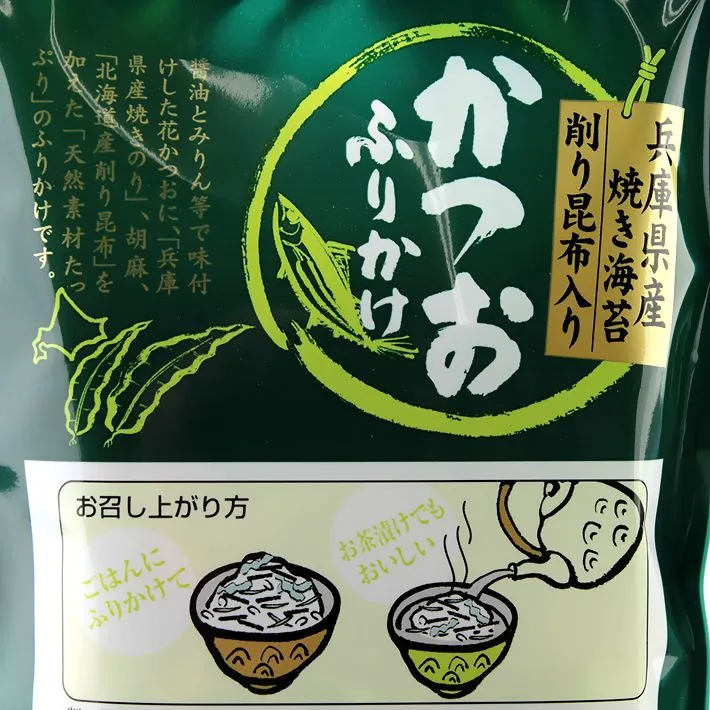 かつお
ふりかけ
兵庫県産
焼き海苔
削り昆布入り
醤油とみりん等で味付
けした花かつおに、「兵庫
県産焼きのり」、胡麻、
「北海道産削り昆布」を
加えた「天然素材たっ
ぷり」のふりかけです。
お召し上がり方
ごはんに
ふりかけて
お茶漬けでも
おいしい